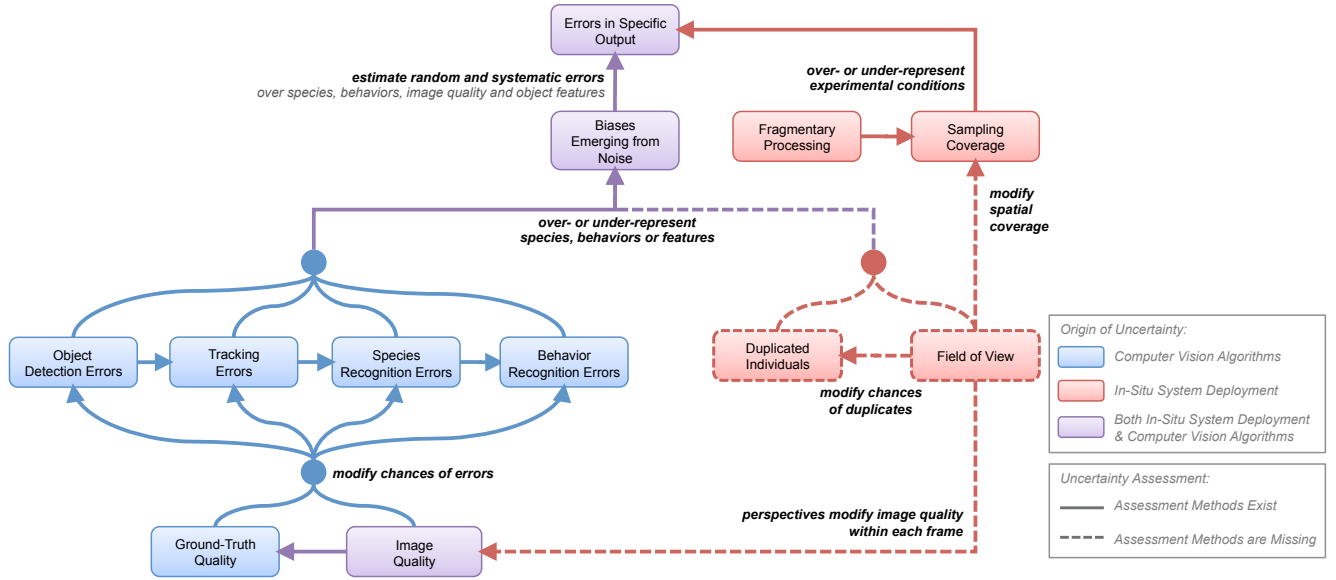 Errors in Specific
Output
estimate random and systematic errors
over species, behaviors, image quality and object features
over- or under-represent
experimental conditions
Biases
Emerging from
Noise
Fragmentary
Processing
Sampling
Coverage
modify
spatial
coverage
over- or under-represent
species, behaviors or features
Object
Detection Errors
Tracking
Errors
Species
Recognition Errors
Behavior
Recognition Errors
Duplicated
Individuals
Field of View
modify chances
of duplicates
modify chances of errors
perspectives modify image quality
within each frame
Ground-Truth
Quality
Image
Quality
Origin of Uncertainty:
Computer Vision Algorithms
In-Situ System Deployment
Both In-Situ System Deployment
& Computer Vision Algorithms
Uncertainty Assessment:
Assessment Methods Exist
Assessment Methods are Missing